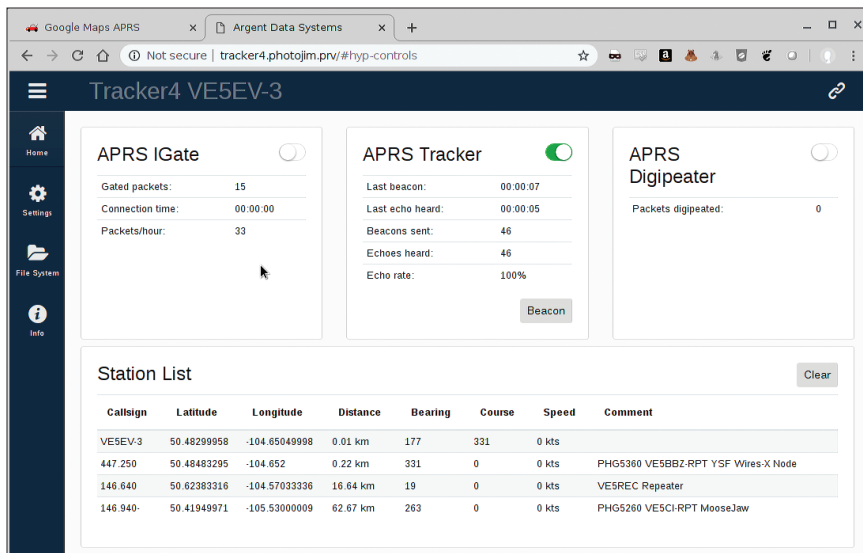 Google Maps APRS
Argent Data Systems
Not secure | tracker4.photojim.prv/#hyp-controls
Tracker4 VE5EV-3
Home
Settings
File System
Info
APRS IGate
Gated packets: 15
Connection time: 00:00:00
Packets/hour: 33
APRS Tracker
Last beacon: 00:00:07
Last echo heard: 00:00:05
Beacons sent: 46
Echoes heard: 46
Echo rate: 100%
Beacon
APRS
Digipeater
Packets digipeated: 0
Station List
Clear
Callsign Latitude Longitude Distance Bearing Course Speed Comment
VE5EV-3 50.48299958 -104.65049998 0.01 km 177 331 0 kts
447.250 50.48483295 -104.652 0.22 km 331 0 0 kts PHG5360 VE5BBZ-RPT YSF Wires-X Node
146.640 50.62383316 -104.57033336 16.64 km 19 0 0 kts VE5REC Repeater
146.940- 50.41949971 -105.53000009 62.67 km 263 0 0 kts PHG5260 VE5CI-RPT MooseJaw